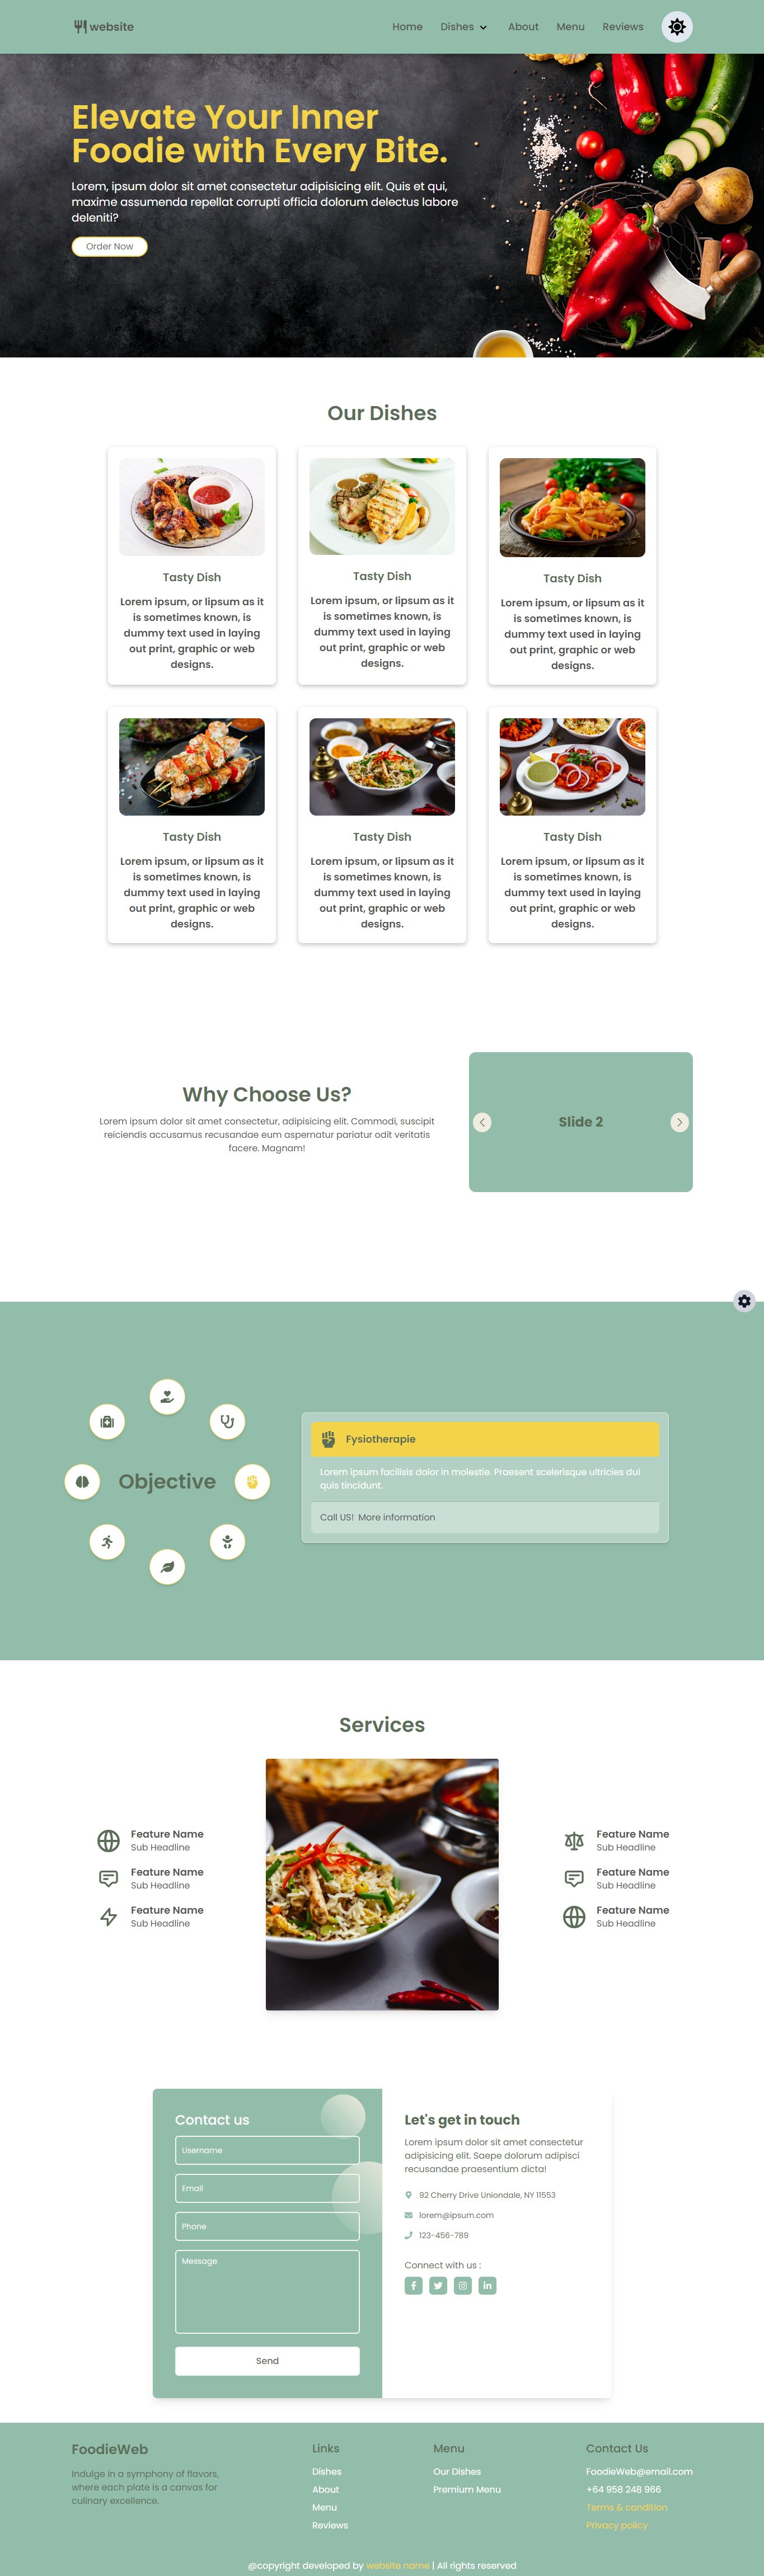 website
Home Dishes About Menu Reviews
Elevate Your Inner
Foodie with Every Bite.
Lorem, ipsum dolor sit amet consectetur adipisicing elit. Quis et qui,
maxime assumenda repellat corrupti officia dolorum delectus labore
deleniti?
Order Now
Our Dishes
Tasty Dish
Lorem ipsum, or lipsum as it
is sometimes known, is
dummy text used in laying
out print, graphic or web
designs.
Tasty Dish
Lorem ipsum, or lipsum as it
is sometimes known, is
dummy text used in laying
out print, graphic or web
designs.
Tasty Dish
Lorem ipsum, or lipsum as it
is sometimes known, is
dummy text used in laying
out print, graphic or web
designs.
Tasty Dish
Lorem ipsum, or lipsum as it
is sometimes known, is
dummy text used in laying
out print, graphic or web
designs.
Tasty Dish
Lorem ipsum, or lipsum as it
is sometimes known, is
dummy text used in laying
out print, graphic or web
designs.
Tasty Dish
Lorem ipsum, or lipsum as it
is sometimes known, is
dummy text used in laying
out print, graphic or web
designs.
Why Choose Us?
Lorem ipsum dolor sit amet consectetur, adipisicing elit. Commodi, suscipit
reiciendis accusamus recusandae eum aspernatur pariatur odit veritatis
facere. Magnam!
Slide 2
Objective
Fysiotherapie
Lorem ipsum facilisis dolor in molestie. Praesent scelerisque ultricies dui
quis tincidunt.
Call US! More information
Services
Feature Name
Sub Headline
Feature Name
Sub Headline
Feature Name
Sub Headline
Feature Name
Sub Headline
Feature Name
Sub Headline
Feature Name
Sub Headline
Contact us
Username
Email
Phone
Message
Send
Let's get in touch
Lorem ipsum dolor sit amet consectetur
adipisicing elit. Saepe dolorum adipisci
recusandae praesentium dicta!
92 Cherry Drive Uniondale, NY 11553
lorem@ipsum.com
123-456-789
Connect with us :
FoodieWeb
Indulge in a symphony of flavors,
where each plate is a canvas for
culinary excellence.
Links
Dishes
About
Menu
Reviews
Menu
Our Dishes
Premium Menu
Contact Us
FoodieWeb@email.com
+64 958 248 966
Terms & condition
Privacy policy
@copyright developed by website name | All rights reserved